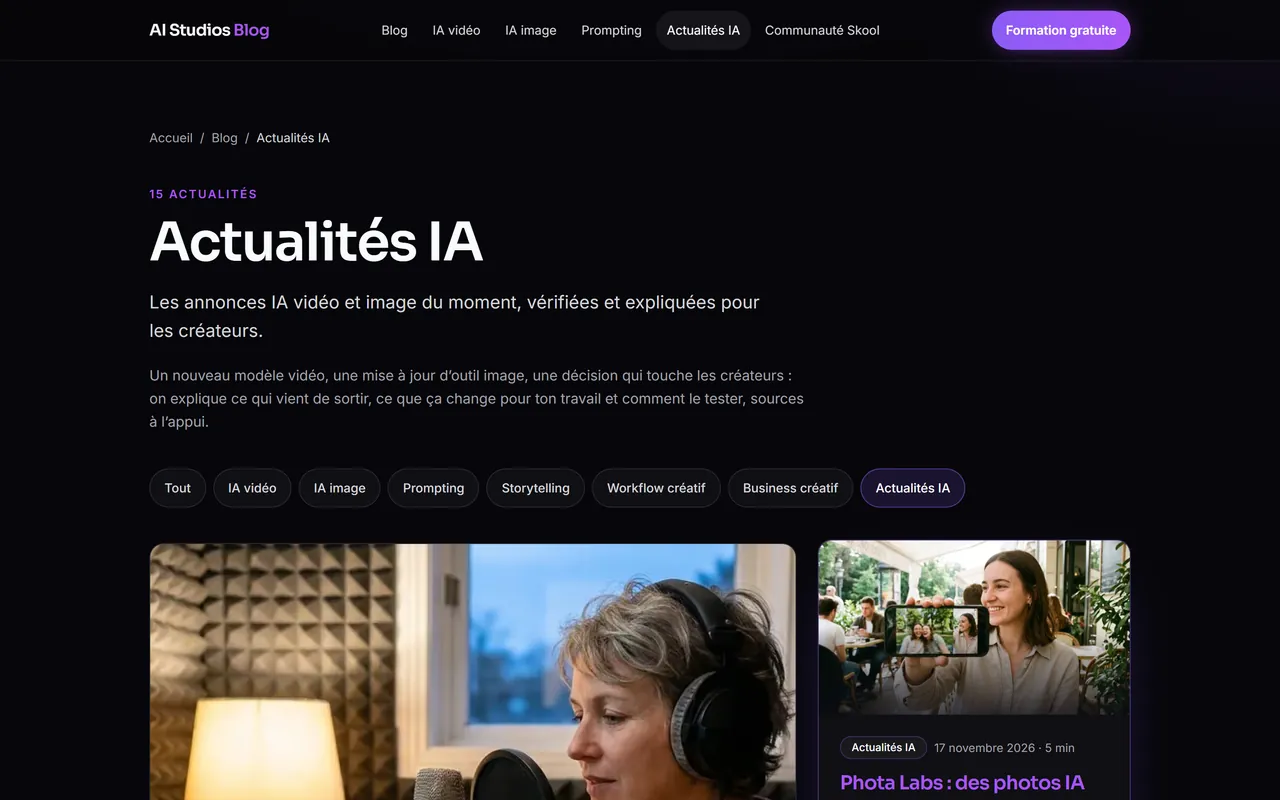 AI Studios Blog
Blog
IA vidéo
IA image
Prompting
Actualités IA
Communauté Skool
Formation gratuite
Accueil / Blog / Actualités IA
15 ACTUALITÉS
Actualités IA
Les annonces IA vidéo et image du moment, vérifiées et expliquées pour
les créateurs.
Un nouveau modèle vidéo, une mise à jour d’outil image, une décision qui touche les créateurs :
on explique ce qui vient de sortir, ce que ça change pour ton travail et comment le tester, sources
à l’appui.
Tout
IA vidéo
IA image
Prompting
Storytelling
Workflow créatif
Business créatif
Actualités IA
Actualités IA
17 novembre 2026 · 5 min
Phota Labs : des photos IA